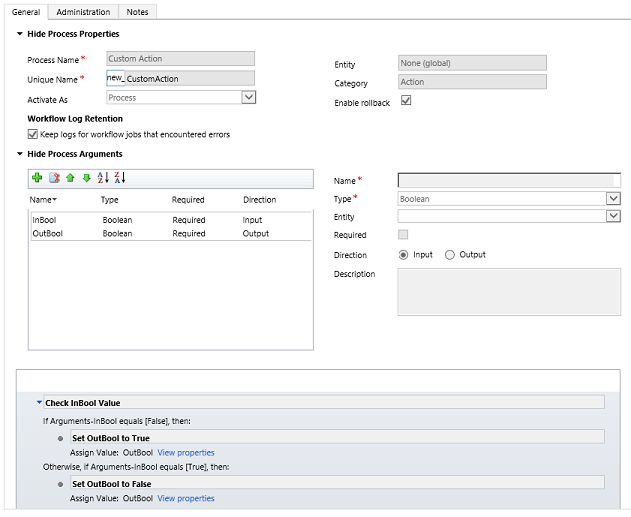 General Administration Notes
Hide Process Properties
Process Name * Custom Action
Unique Name * new_ CustomAction
Activate As Process
Entity None (global)
Category Action
Enable rollback
Workflow Log Retention
Keep logs for workflow jobs that encountered errors
Hide Process Arguments
A Z Z A
Name Type Required Direction
InBool Boolean Required Input
OutBool Boolean Required Output
Name *
Type * Boolean
Entity
Required
Direction Input Output
Description
Check InBool Value
If Arguments-InBool equals [False], then:
Set OutBool to True
Assign Value: OutBool View properties
Otherwise, if Arguments-InBool equals [True], then:
Set OutBool to False
Assign Value: OutBool View properties